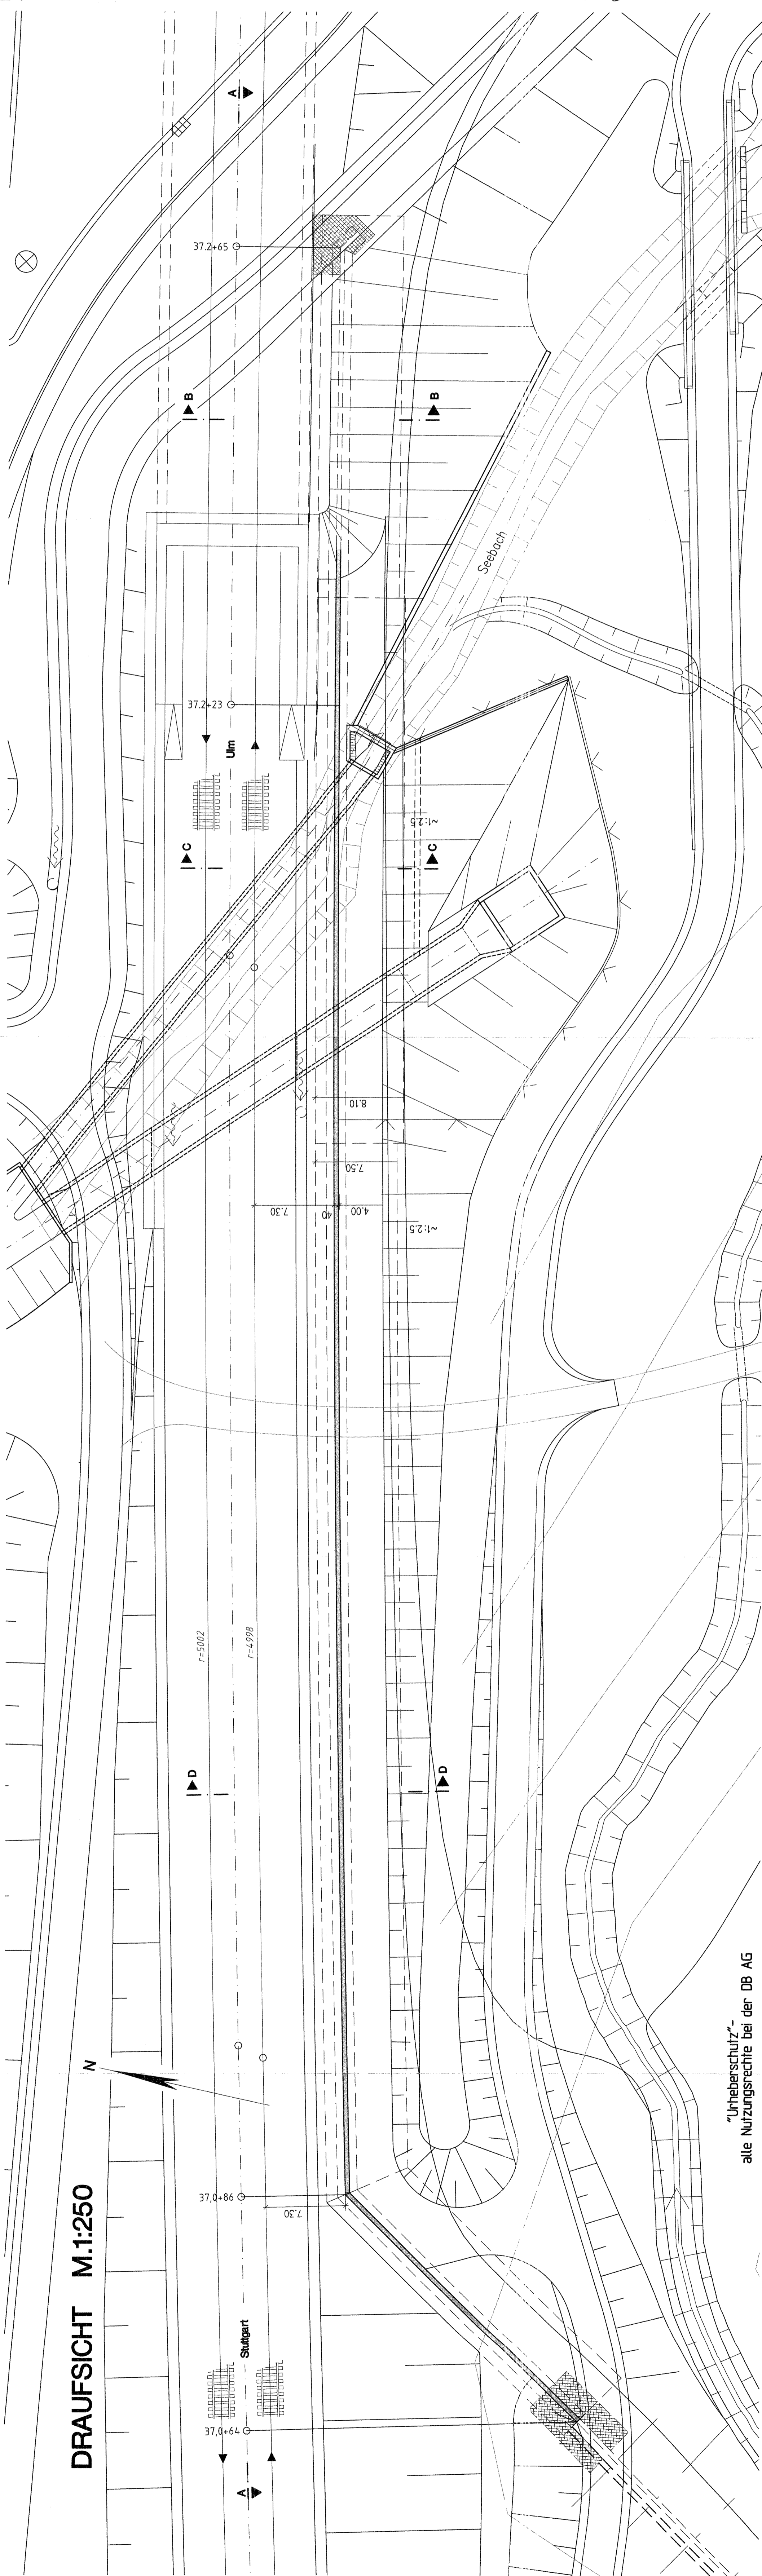 A
37.2+65
B
B
Seebach
37.2+23
Ulm
~1:2.5
C
C
8.10
7.50
7.30
40
4.00
~1:2.5
r=5002
r=4998
D
D
"Urheberschutz"-
alle Nutzungsrechte bei der DB AG
N
37,0+86
7.30
DRAUFSICHT M.1:250
Stuttgart
37,0+64
A